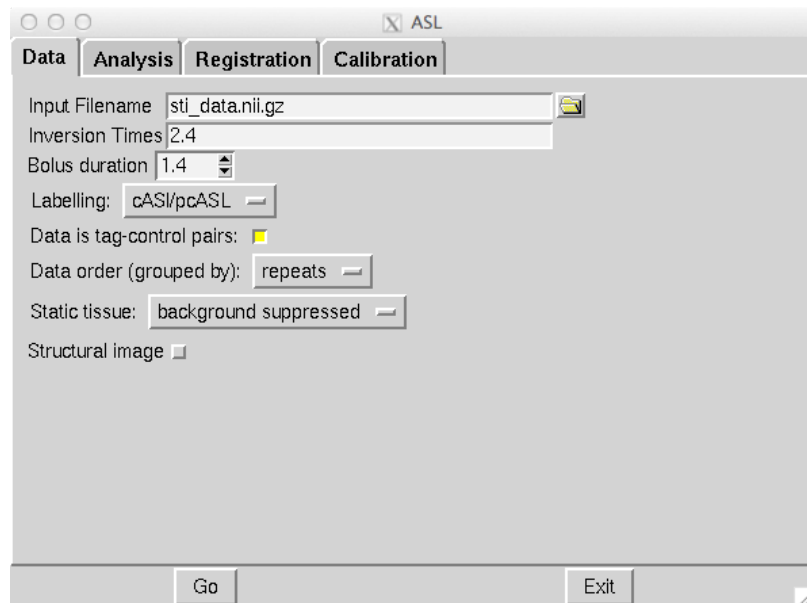 X ASL
Data Analysis Registration Calibration
Input Filename sti_data.nii.gz
Inversion Times 2.4
Bolus duration 1.4
Labelling: cASl/pcASL
Data is tag-control pairs:
Data order (grouped by): repeats
Static tissue: background suppressed
Structural image
Go Exit